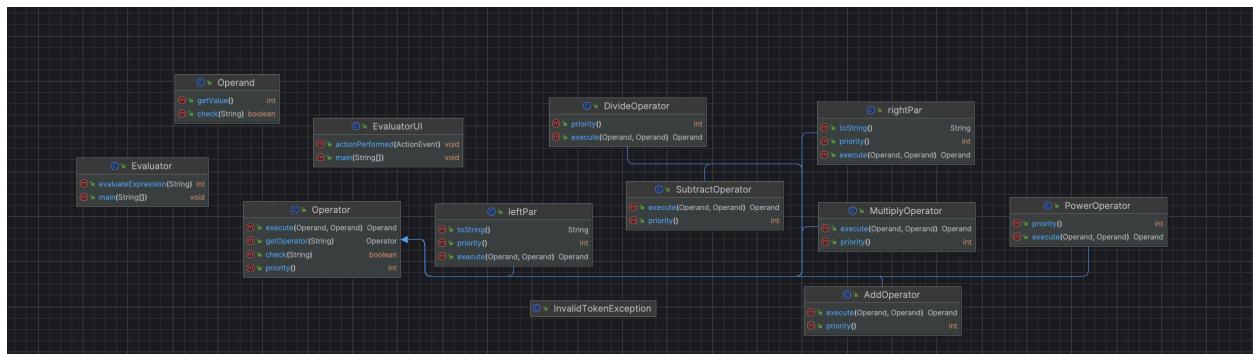 Operand
getValue() int
check(String) boolean
EvaluatorUI
actionPerformed(ActionEvent) void
main(String[]) void
Evaluator
evaluateExpression(String) int
main(String[]) void
Operator
execute(Operand, Operand) Operand
getOperator(String) Operator
check(String) boolean
priority() int
leftPar
toString() String
priority() int
execute(Operand, Operand) Operand
DivideOperator
priority() int
execute(Operand, Operand) Operand
SubtractOperator
execute(Operand, Operand) Operand
priority() int
rightPar
toString() String
priority() int
execute(Operand, Operand) Operand
MultiplyOperator
execute(Operand, Operand) Operand
priority() int
PowerOperator
priority() int
execute(Operand, Operand) Operand
InvalidTokenException
AddOperator
execute(Operand, Operand) Operand
priority() int